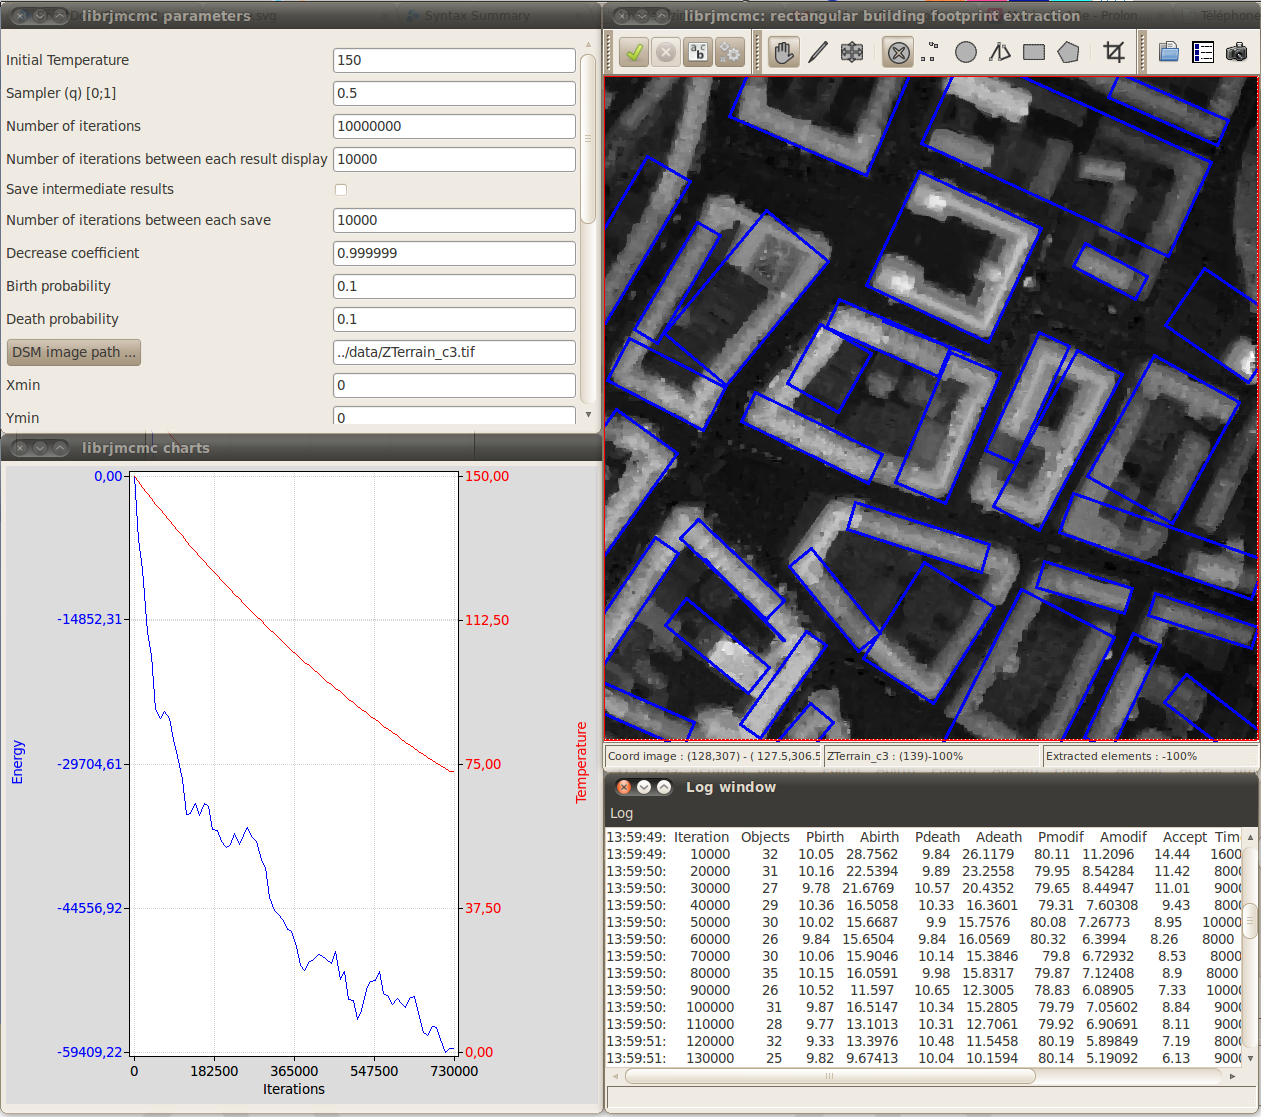 librjmcmc parameters
Initial Temperature 150
Sampler (q) [0;1] 0.5
Number of iterations 10000000
Number of iterations between each result display 10000
Save intermediate results
Number of iterations between each save 10000
Decrease coefficient 0.999999
Birth probability 0.1
Death probability 0.1
DSM image path ... ../data/ZTerrain_c3.tif
Xmin 0
Ymin 0
librjmcmc charts
0,00 150,00
-14852,31 112,50
-29704,61 75,00
Energy
Temperature
-44556,92 37,50
-59409,22 0,00
0 182500 365000 547500 730000
Iterations
librjmcmc: rectangular building footprint extraction
Coord image : (128,307) - ( 127.5,306.5 ZTerrain_c3 : (139)-100% Extracted elements : -100%
Log window
Log
13:59:49: Iteration Objects Pbirth Abirth Pdeath Adeath Pmodif Amodif Accept Tim
13:59:49: 10000 32 10.05 28.7562 9.84 26.1179 80.11 11.2096 14.44 1600
13:59:50: 20000 31 10.16 22.5394 9.89 23.2558 79.95 8.54284 11.42 8000
13:59:50: 30000 27 9.78 21.6769 10.57 20.4352 79.65 8.44947 11.01 9000
13:59:50: 40000 29 10.36 16.5058 10.33 16.3601 79.31 7.60308 9.43 8000
13:59:50: 50000 30 10.02 15.6687 9.9 15.7576 80.08 7.26773 8.95 10000
13:59:50: 60000 26 9.84 15.6504 9.84 16.0569 80.32 6.3994 8.26 8000
13:59:50: 70000 30 10.06 15.9046 10.14 15.3846 79.8 6.72932 8.53 8000
13:59:50: 80000 35 10.15 16.0591 9.98 15.8317 79.87 7.12408 8.9 8000
13:59:50: 90000 26 10.52 11.597 10.65 12.3005 78.83 6.08905 7.33 10000
13:59:50: 100000 31 9.87 16.5147 10.34 15.2805 79.79 7.05602 8.84 9000
13:59:50: 110000 28 9.77 13.1013 10.31 12.7061 79.92 6.90691 8.11 9000
13:59:51: 120000 32 9.33 13.3976 10.48 11.5458 80.19 5.89849 7.19 8000
13:59:51: 130000 25 9.82 9.67413 10.04 10.1594 80.14 5.19092 6.13 9000